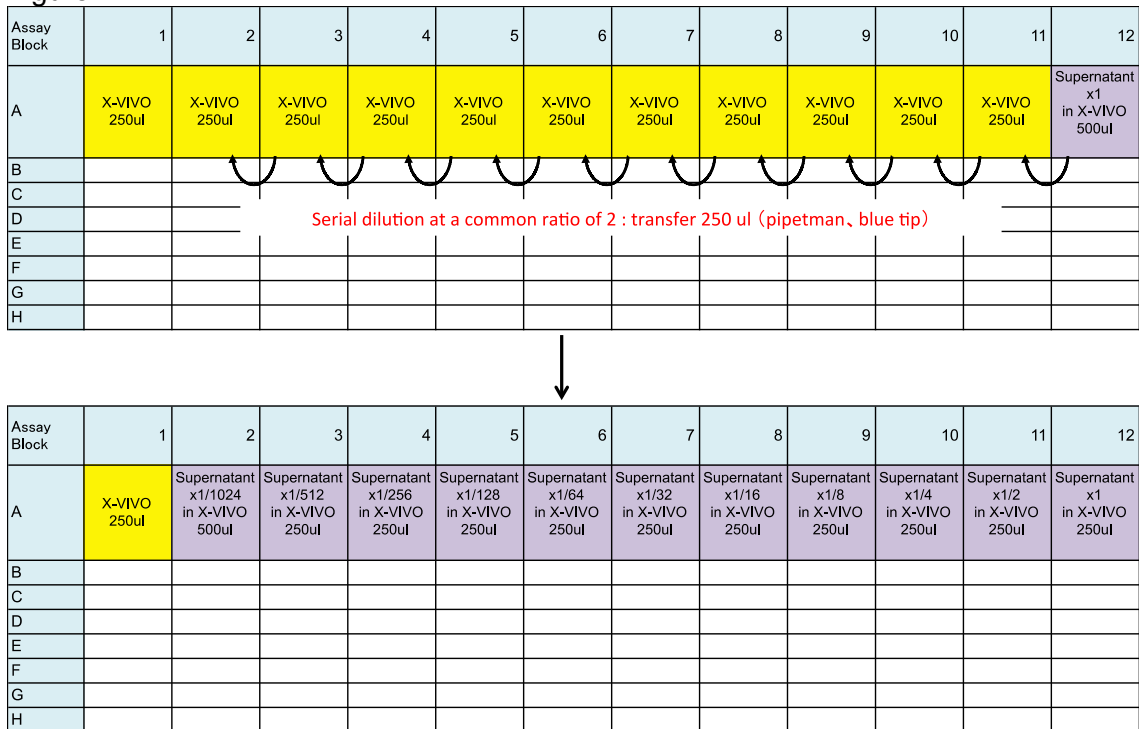 Assay Block 1 2 3 4 5 6 7 8 9 10 11 12
A
X-VIVO 250ul
X-VIVO 250ul
X-VIVO 250ul
X-VIVO 250ul
X-VIVO 250ul
X-VIVO 250ul
X-VIVO 250ul
X-VIVO 250ul
X-VIVO 250ul
X-VIVO 250ul
X-VIVO 250ul
Supernatant x1 in X-VIVO 500ul
B
C
D
Serial dilution at a common ratio of 2 : transfer 250 ul (pipetman、blue tip)
E
F
G
H
Assay Block 1 2 3 4 5 6 7 8 9 10 11 12
A
X-VIVO 250ul
Supernatant x1/1024 in X-VIVO 500ul
Supernatant x1/512 in X-VIVO 250ul
Supernatant x1/256 in X-VIVO 250ul
Supernatant x1/128 in X-VIVO 250ul
Supernatant x1/64 in X-VIVO 250ul
Supernatant x1/32 in X-VIVO 250ul
Supernatant x1/16 in X-VIVO 250ul
Supernatant x1/8 in X-VIVO 250ul
Supernatant x1/4 in X-VIVO 250ul
Supernatant x1/2 in X-VIVO 250ul
Supernatant x1 in X-VIVO 250ul
B
C
D
E
F
G
H